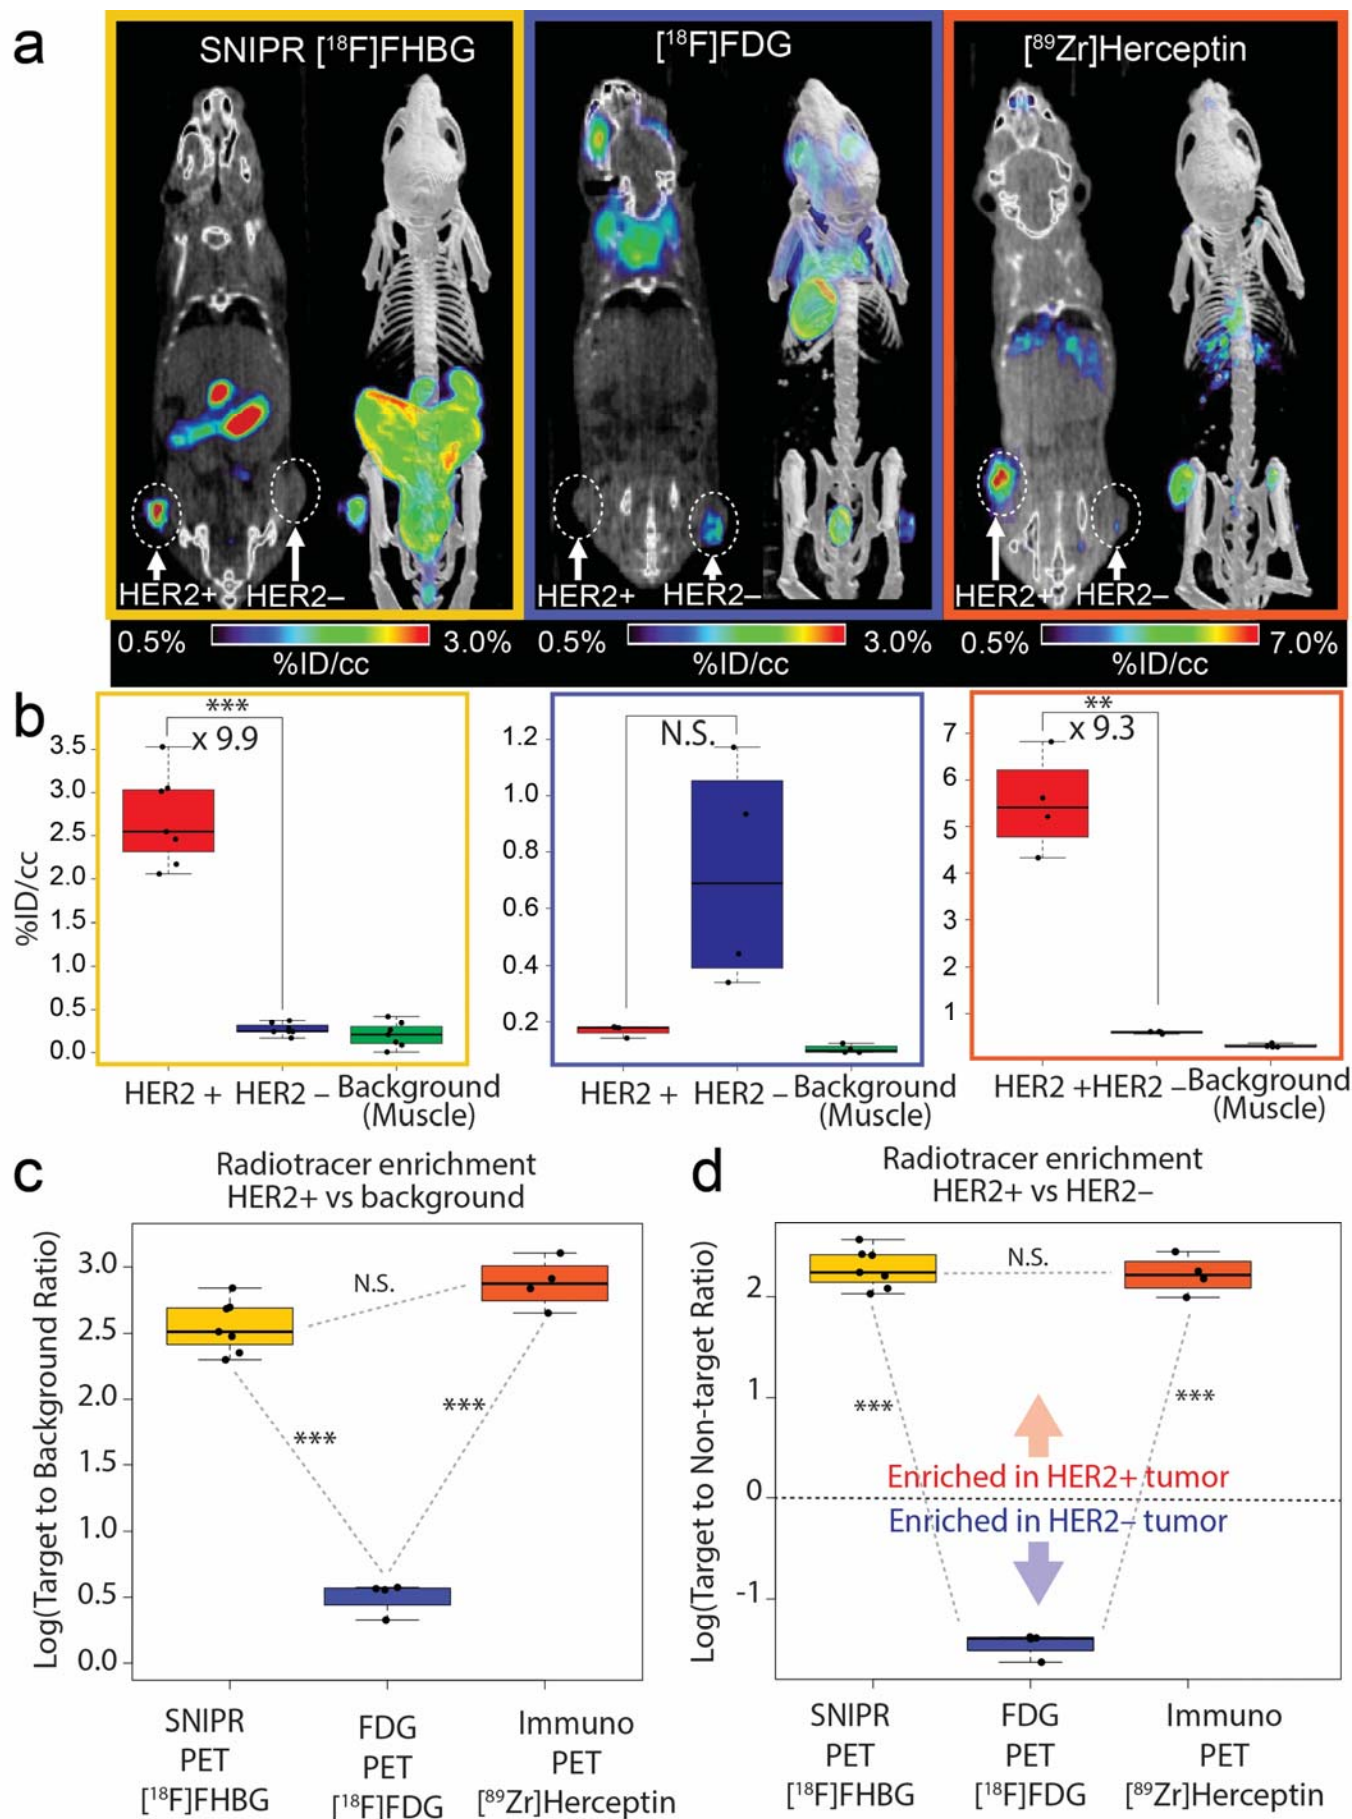 a
SNIPR [¹⁸F]FHBG
[¹⁸F]FDG
[⁸⁹Zr]Herceptin
HER2+
HER2–
HER2+
HER2–
HER2+
HER2–
0.5%
3.0%
%ID/cc
0.5%
3.0%
%ID/cc
0.5%
7.0%
%ID/cc
b
%ID/cc
3.5
3.0
2.5
2.0
1.5
1.0
0.5
0.0
***
x 9.9
HER2 +
HER2 –
Background
(Muscle)
1.2
1.0
0.8
0.6
0.4
0.2
N.S.
HER2 +
HER2 –
Background
(Muscle)
7
6
5
4
3
2
1
**
x 9.3
HER2 +
HER2 –
Background
(Muscle)
c
Radiotracer enrichment
HER2+ vs background
Log(Target to Background Ratio)
3.0
2.5
2.0
1.5
1.0
0.5
0.0
N.S.
***
***
SNIPR
PET
[¹⁸F]FHBG
FDG
PET
[¹⁸F]FDG
Immuno
PET
[⁸⁹Zr]Herceptin
d
Radiotracer enrichment
HER2+ vs HER2–
Log(Target to Non-target Ratio)
2
1
0
-1
N.S.
***
***
Enriched in HER2+ tumor
Enriched in HER2– tumor
SNIPR
PET
[¹⁸F]FHBG
FDG
PET
[¹⁸F]FDG
Immuno
PET
[⁸⁹Zr]Herceptin